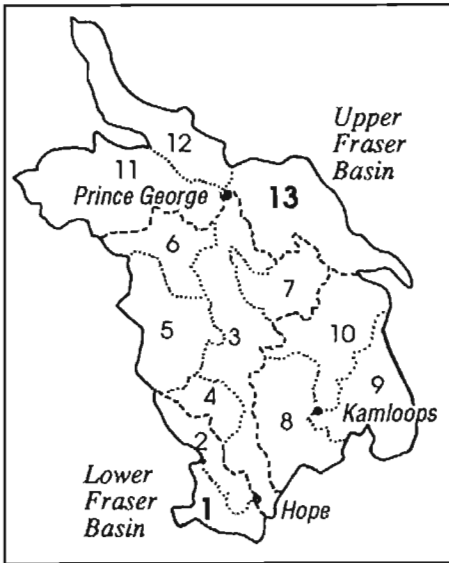 12
Upper
Fraser
Basin
11
Prince George
13
6
7
5
3
10
9
4
8
Kamloops
2
Lower
Fraser
Basin
1
Hope